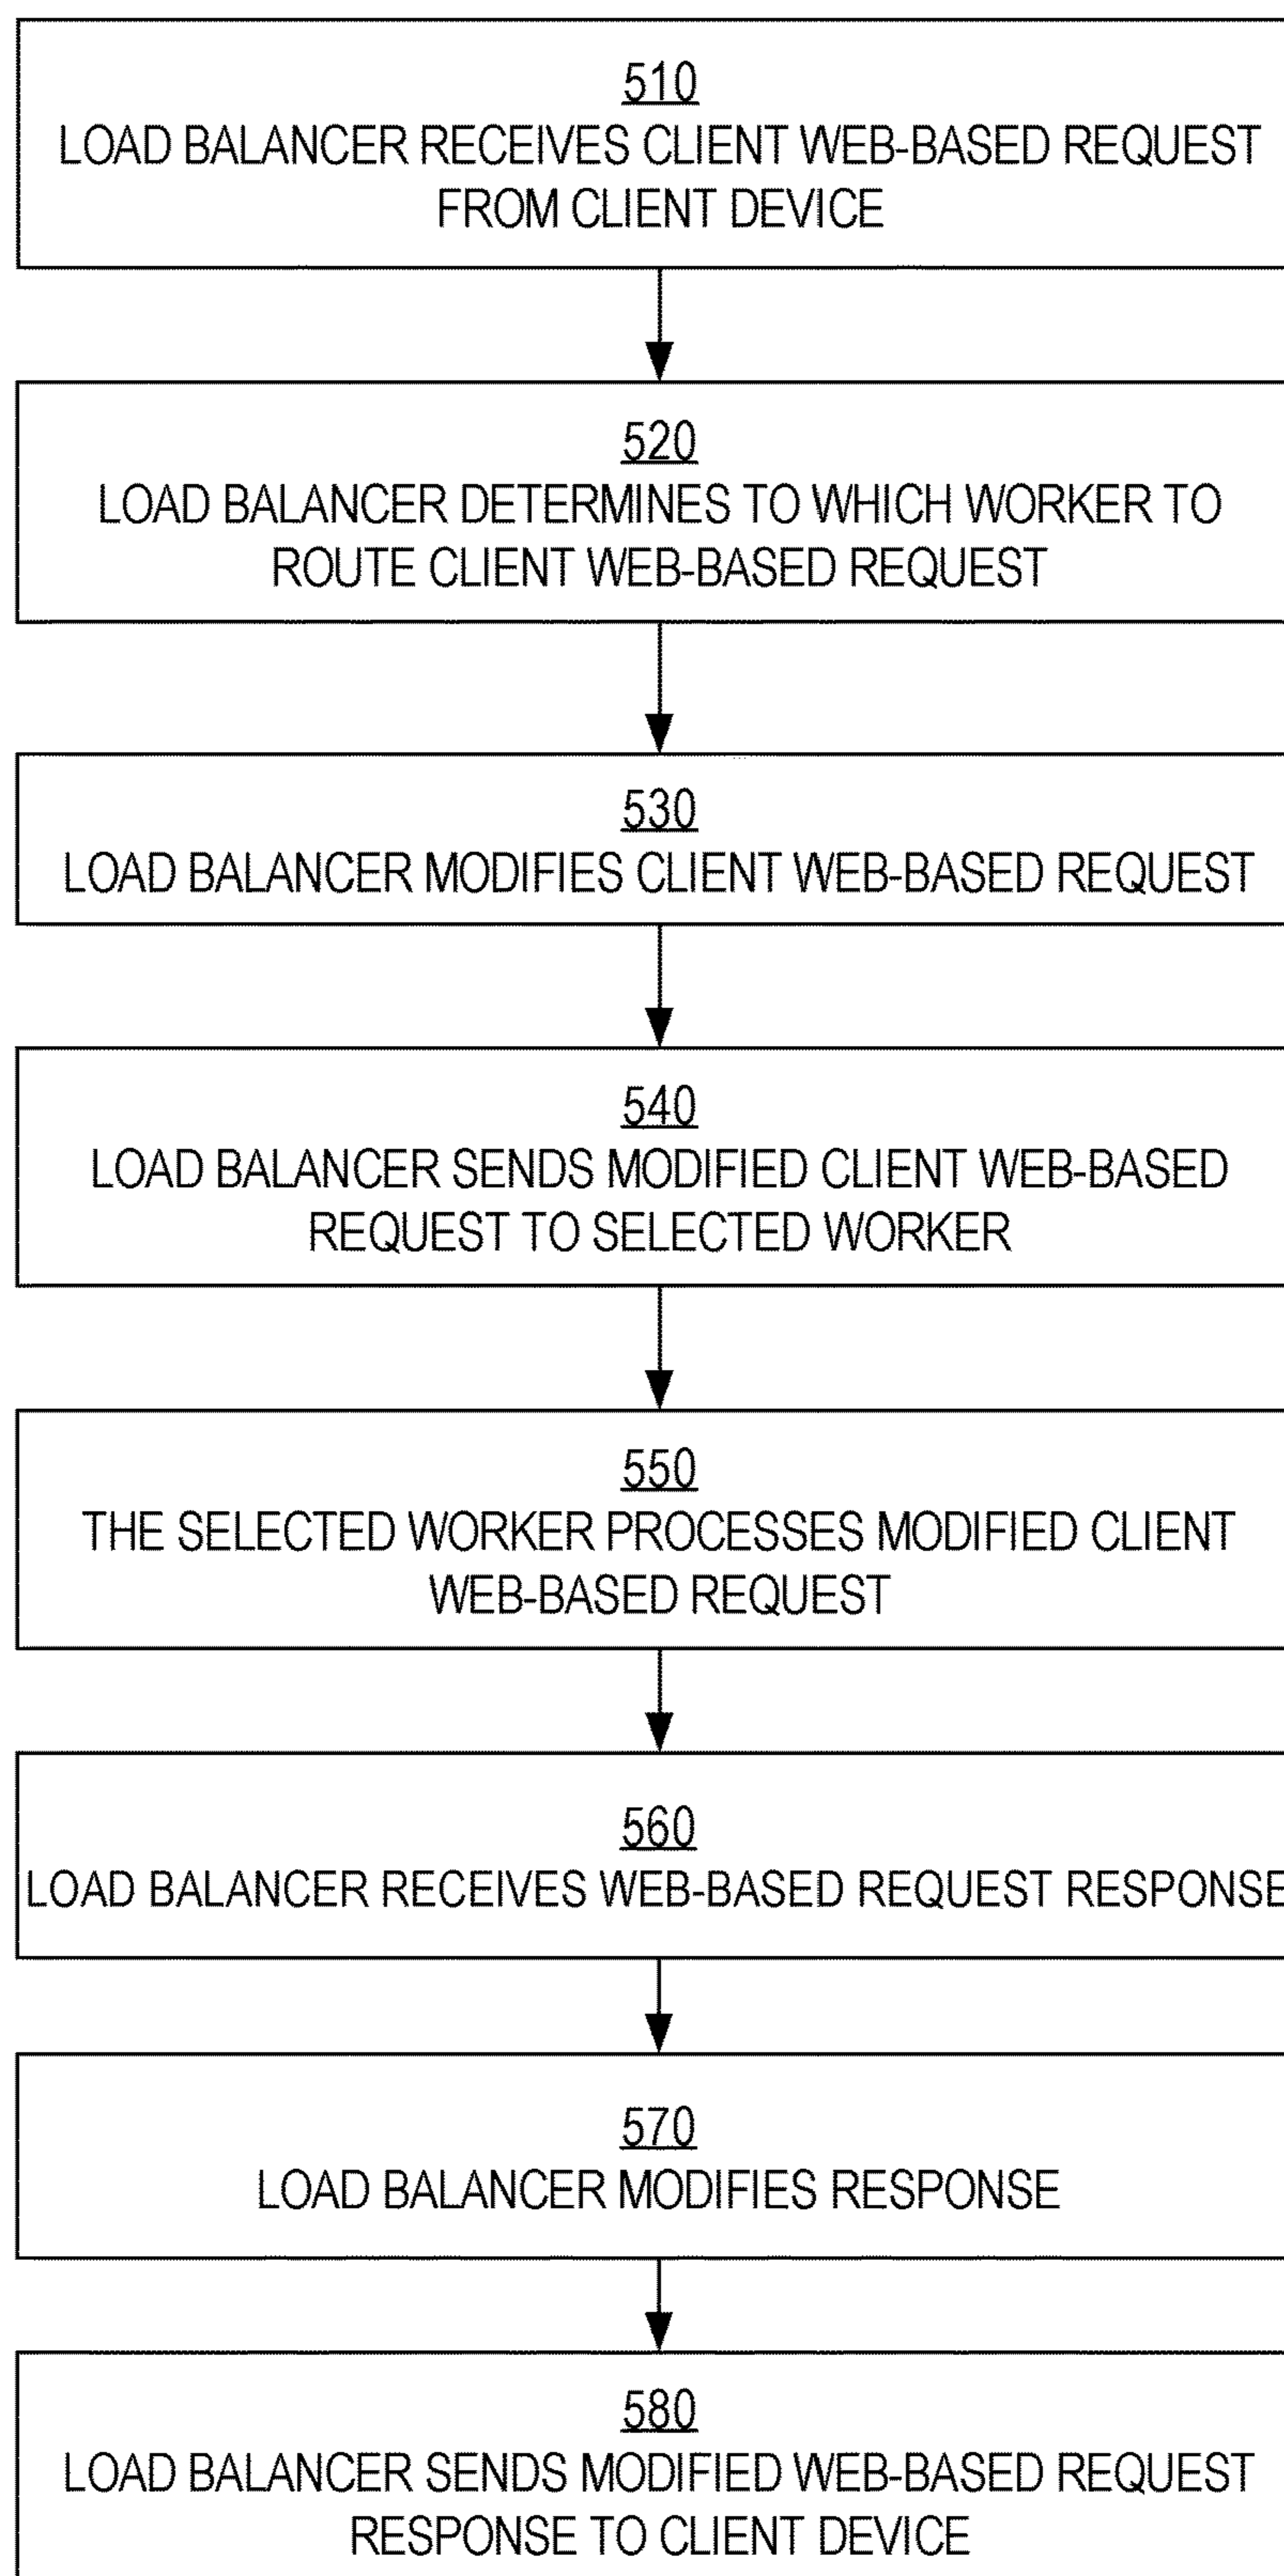 510
LOAD BALANCER RECEIVES CLIENT WEB-BASED REQUEST
FROM CLIENT DEVICE
520
LOAD BALANCER DETERMINES TO WHICH WORKER TO
ROUTE CLIENT WEB-BASED REQUEST
530
LOAD BALANCER MODIFIES CLIENT WEB-BASED REQUEST
540
LOAD BALANCER SENDS MODIFIED CLIENT WEB-BASED
REQUEST TO SELECTED WORKER
550
THE SELECTED WORKER PROCESSES MODIFIED CLIENT
WEB-BASED REQUEST
560
LOAD BALANCER RECEIVES WEB-BASED REQUEST RESPONSE
570
LOAD BALANCER MODIFIES RESPONSE
580
LOAD BALANCER SENDS MODIFIED WEB-BASED REQUEST
RESPONSE TO CLIENT DEVICE